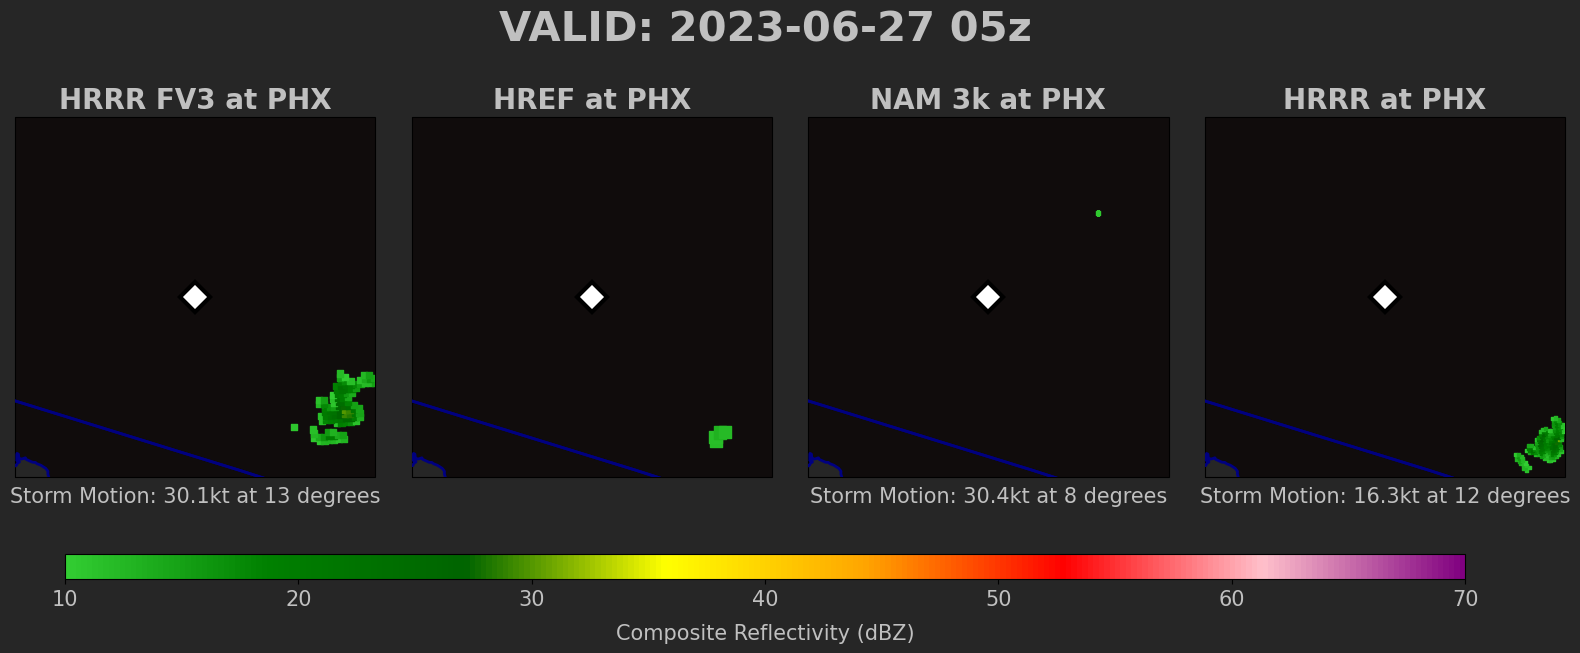 VALID: 2023-06-27 05z
HRRR FV3 at PHX
HREF at PHX
NAM 3k at PHX
HRRR at PHX
Storm Motion: 30.1kt at 13 degrees
Storm Motion: 30.4kt at 8 degrees
Storm Motion: 16.3kt at 12 degrees
10 20 30 40 50 60 70
Composite Reflectivity (dBZ)